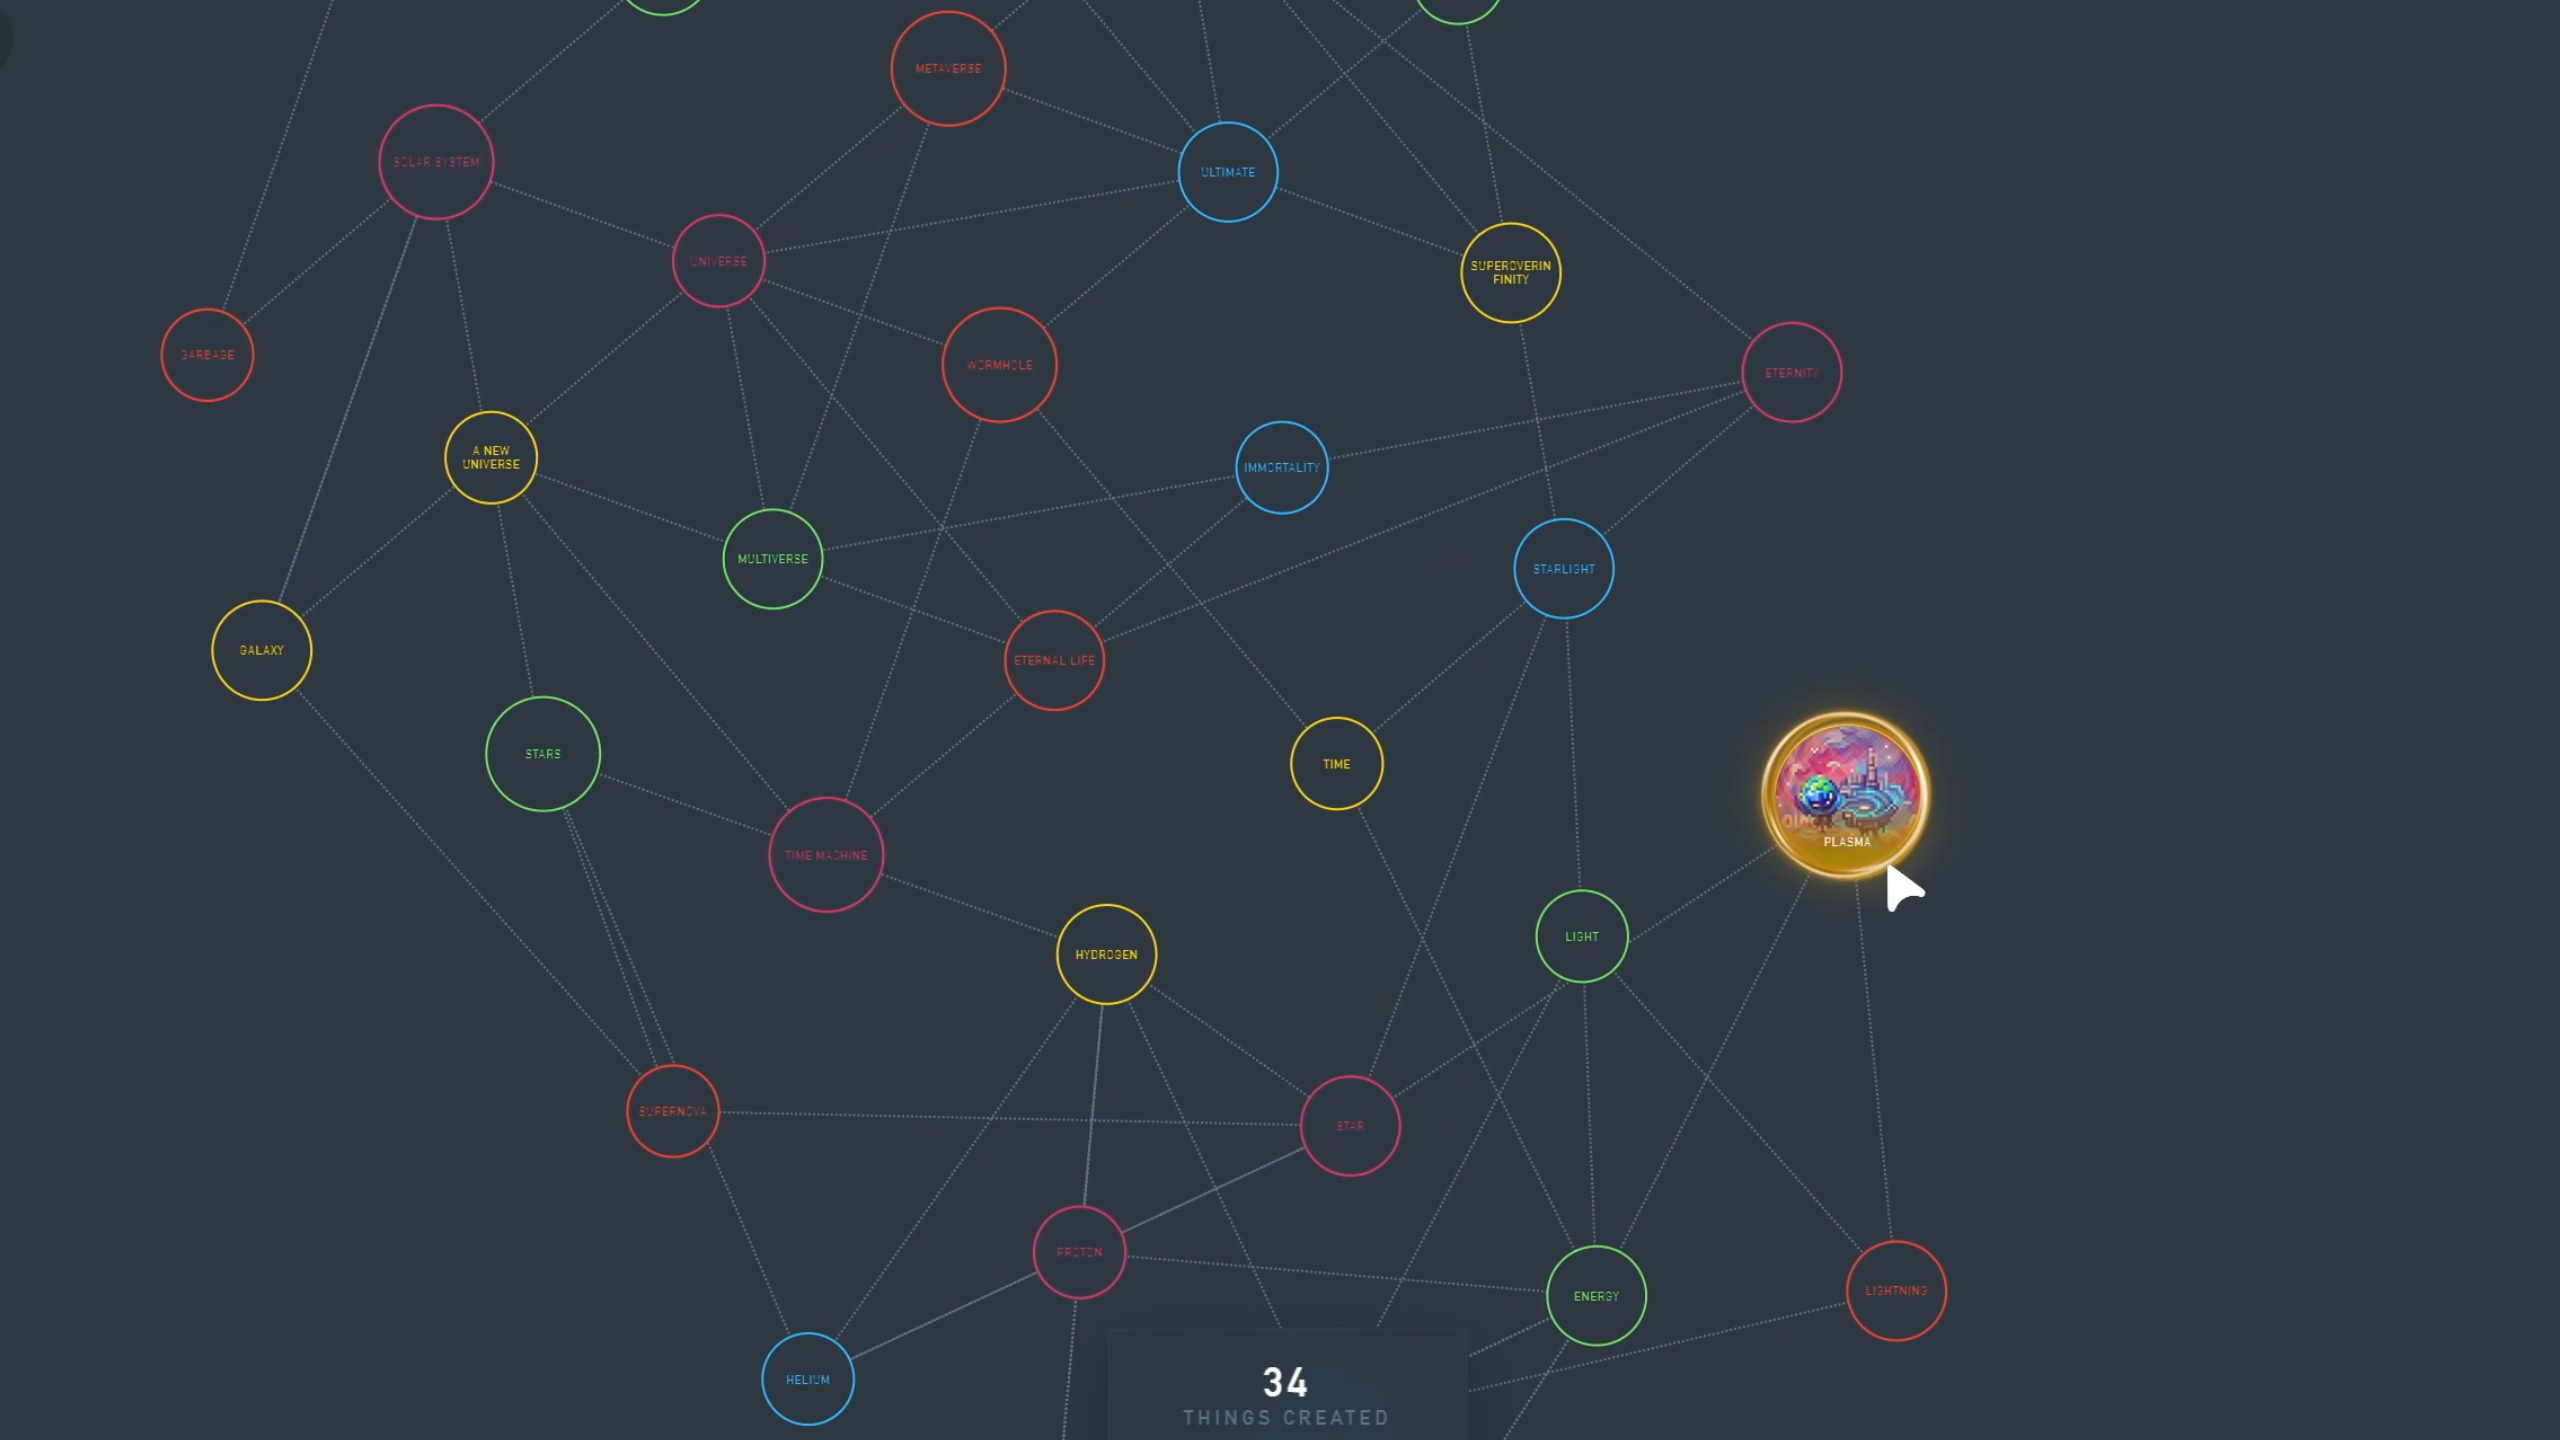 METAVERSE
SOLAR SYSTEM
ULTIMATE
UNIVERSE
SUPEROVERIN
FINITY
GARBAGE
WORMHOLE
ETERNITY
A NEW
UNIVERSE
IMMORTALITY
MULTIVERSE
STARLIGHT
GALAXY
ETERNAL LIFE
STARS
TIME
PLASMA
TIME MACHINE
LIGHT
HYDROGEN
SUPERNOVA
STAR
PROTON
LIGHTNING
ENERGY
HELIUM
34
THINGS CREATED